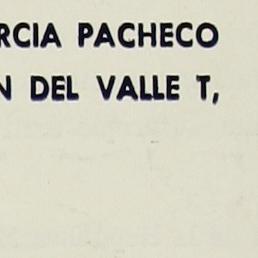 RCIA PACHECO
N DEL VALLE T,